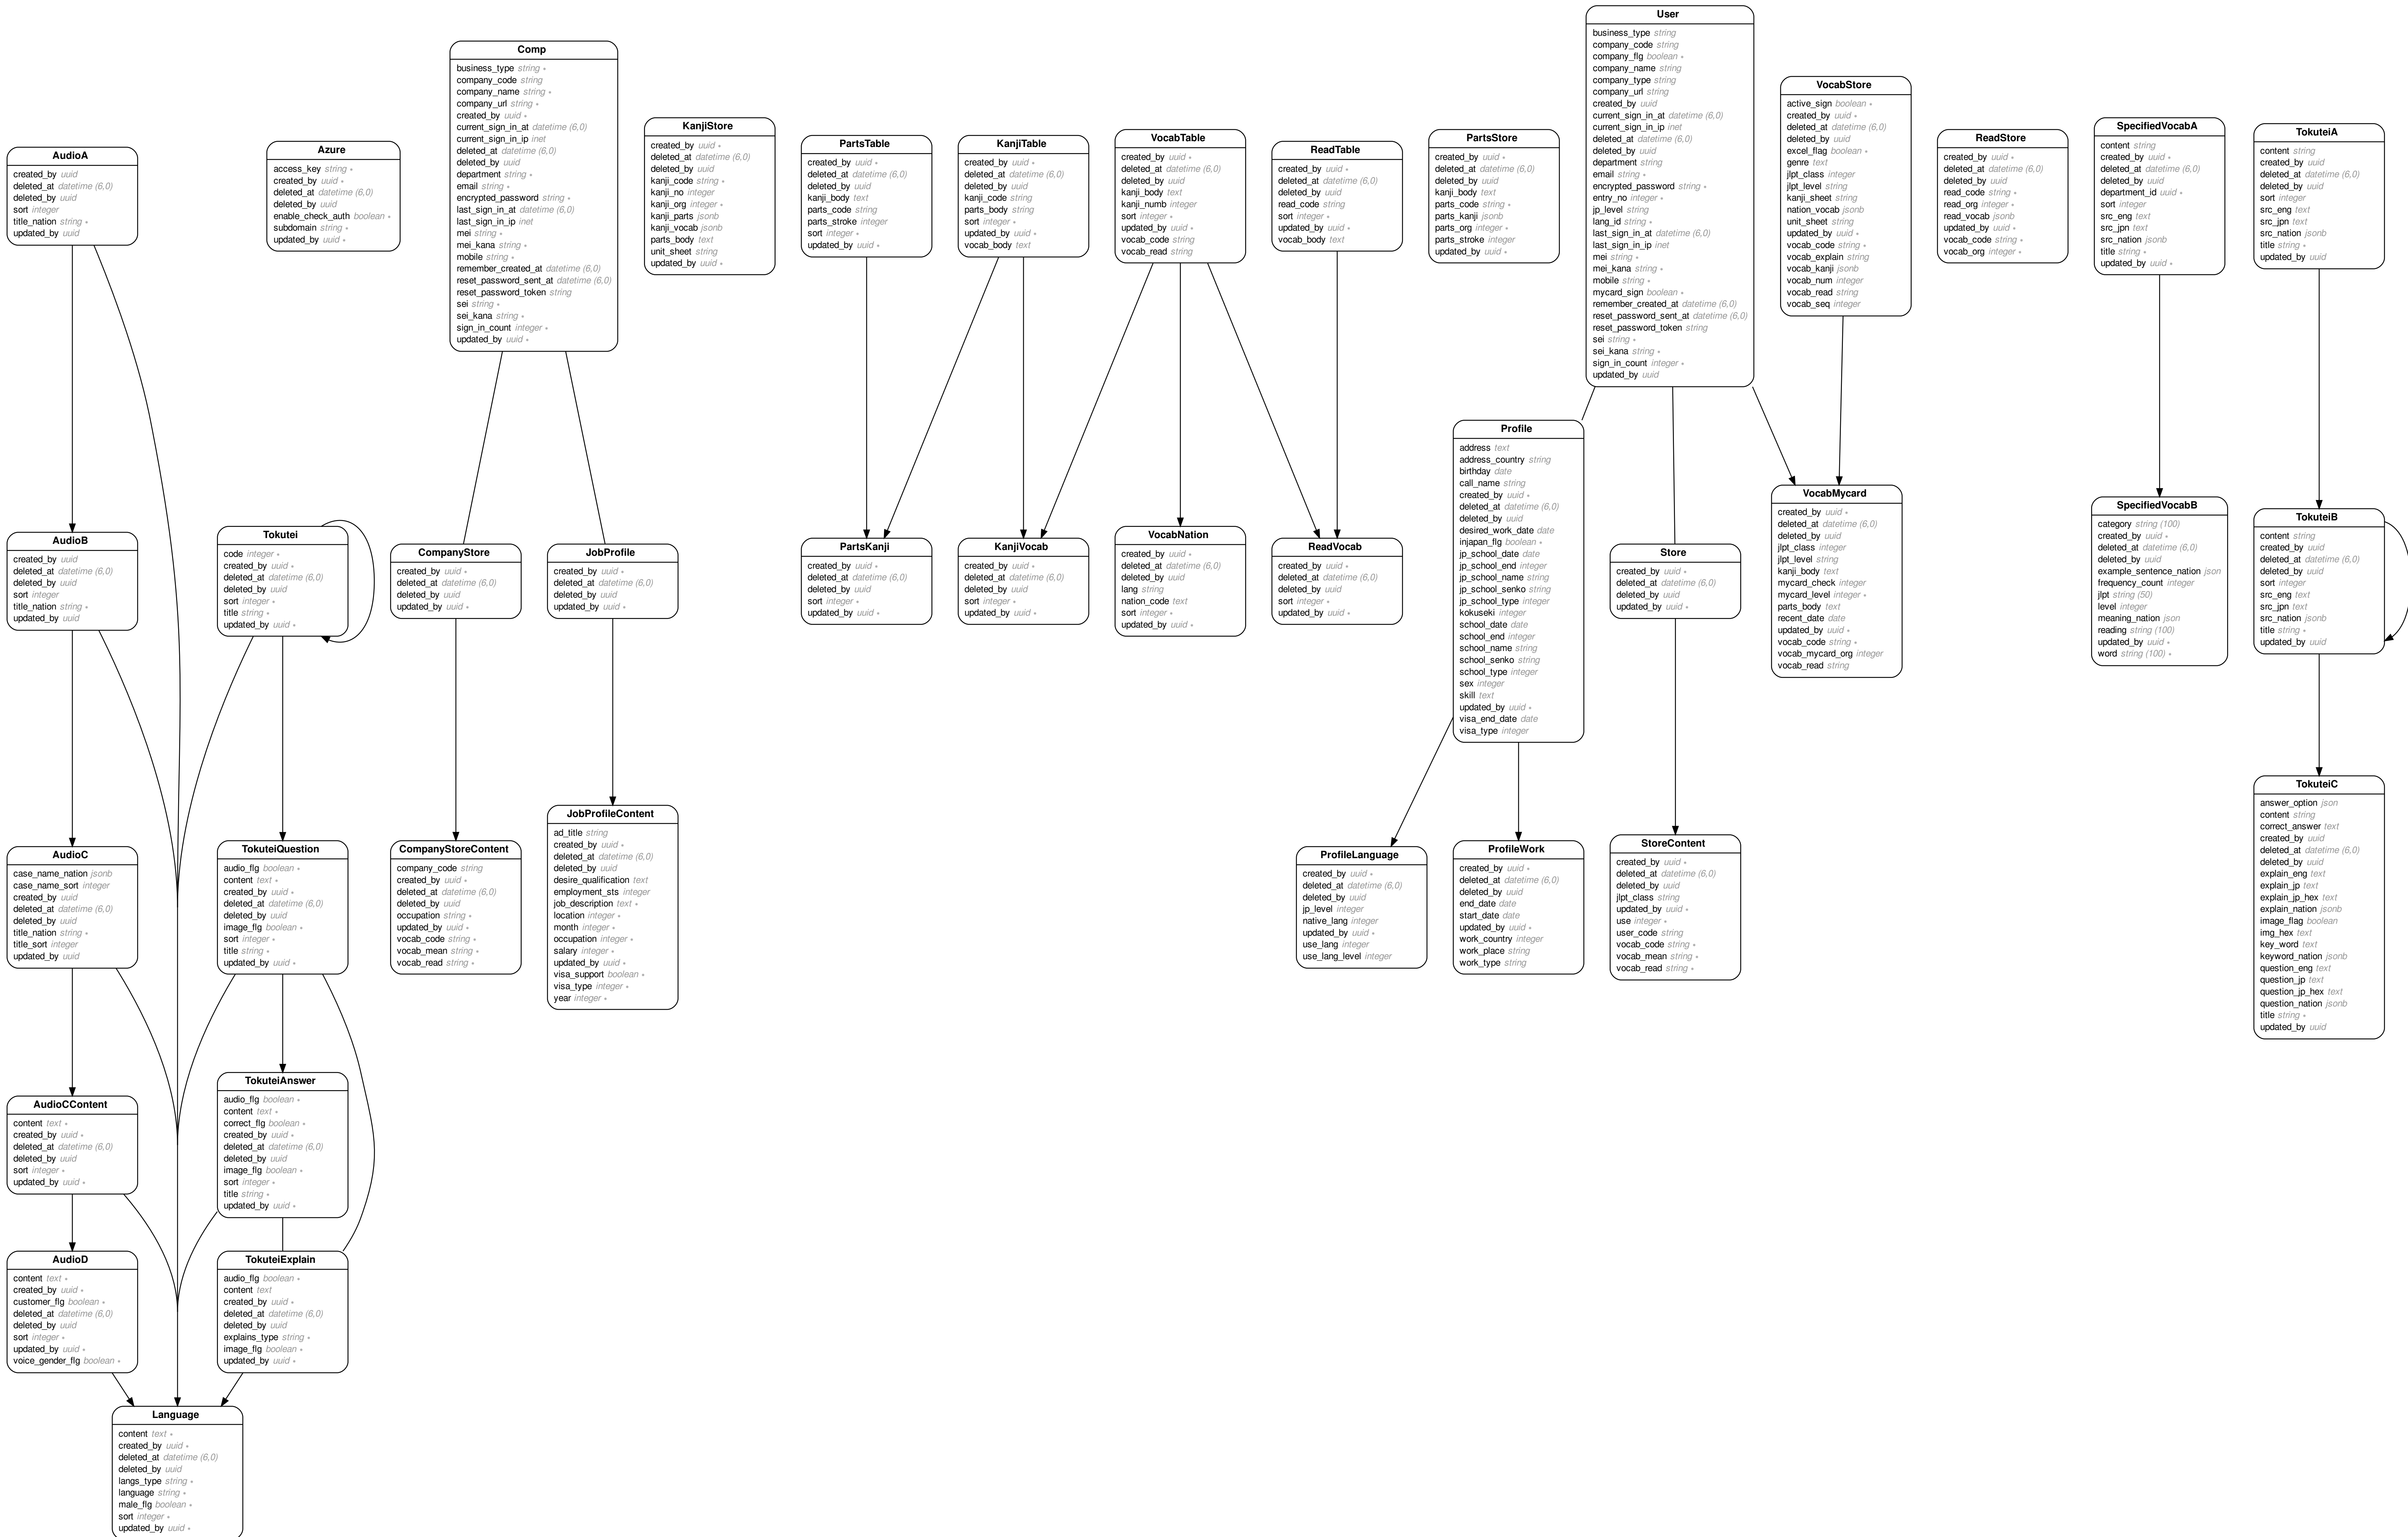 User
business_type string
company_code string
company_flg boolean *
company_name string
company_type string
company_url string
created_by uuid
current_sign_in_at datetime (6,0)
current_sign_in_ip inet
deleted_at datetime (6,0)
deleted_by uuid
department string
email string *
encrypted_password string *
entry_no integer *
jp_level string
lang_id string *
last_sign_in_at datetime (6,0)
last_sign_in_ip inet
mei string *
mei_kana string *
mobile string *
mycard_sign boolean *
remember_created_at datetime (6,0)
reset_password_sent_at datetime (6,0)
reset_password_token string
sei string *
sei_kana string *
sign_in_count integer *
updated_by uuid
Comp
business_type string *
company_code string
company_name string *
company_url string *
created_by uuid *
current_sign_in_at datetime (6,0)
current_sign_in_ip inet
deleted_at datetime (6,0)
deleted_by uuid
department string *
email string *
encrypted_password string *
last_sign_in_at datetime (6,0)
last_sign_in_ip inet
mei string *
mei_kana string *
mobile string *
remember_created_at datetime (6,0)
reset_password_sent_at datetime (6,0)
reset_password_token string
sei string *
sei_kana string *
sign_in_count integer *
updated_by uuid *
VocabStore
active_sign boolean *
created_by uuid *
deleted_at datetime (6,0)
deleted_by uuid
excel_flag boolean *
genre text
jlpt_class integer
jlpt_level string
kanji_sheet string
nation_vocab jsonb
unit_sheet string
updated_by uuid *
vocab_code string *
vocab_explain string
vocab_kanji jsonb
vocab_num integer
vocab_read string
vocab_seq integer
AudioA
created_by uuid
deleted_at datetime (6,0)
deleted_by uuid
sort integer
title_nation string *
updated_by uuid
Azure
access_key string *
created_by uuid *
deleted_at datetime (6,0)
deleted_by uuid
enable_check_auth boolean *
subdomain string *
updated_by uuid *
KanjiStore
created_by uuid *
deleted_at datetime (6,0)
deleted_by uuid
kanji_code string *
kanji_no integer
kanji_org integer *
kanji_parts jsonb
kanji_vocab jsonb
parts_body text
unit_sheet string
updated_by uuid *
PartsTable
created_by uuid *
deleted_at datetime (6,0)
deleted_by uuid
kanji_body text
parts_code string
parts_stroke integer
sort integer *
updated_by uuid *
KanjiTable
created_by uuid *
deleted_at datetime (6,0)
deleted_by uuid
kanji_code string
parts_body string
sort integer *
updated_by uuid *
vocab_body text
VocabTable
created_by uuid *
deleted_at datetime (6,0)
deleted_by uuid
kanji_body text
kanji_numb integer
sort integer *
updated_by uuid *
vocab_code string
vocab_read string
ReadTable
created_by uuid *
deleted_at datetime (6,0)
deleted_by uuid
read_code string
sort integer *
updated_by uuid *
vocab_body text
PartsStore
created_by uuid *
deleted_at datetime (6,0)
deleted_by uuid
kanji_body text
parts_code string *
parts_kanji jsonb
parts_org integer *
parts_stroke integer
updated_by uuid *
ReadStore
created_by uuid *
deleted_at datetime (6,0)
deleted_by uuid
read_code string *
read_org integer *
read_vocab jsonb
updated_by uuid *
vocab_code string *
vocab_org integer *
SpecifiedVocabA
content string
created_by uuid *
deleted_at datetime (6,0)
deleted_by uuid
department_id uuid *
sort integer
src_eng text
src_jpn text
src_nation jsonb
title string *
updated_by uuid *
TokuteiA
content string
created_by uuid
deleted_at datetime (6,0)
deleted_by uuid
sort integer
src_eng text
src_jpn text
src_nation jsonb
title string *
updated_by uuid
AudioB
created_by uuid
deleted_at datetime (6,0)
deleted_by uuid
sort integer
title_nation string *
updated_by uuid
Tokutei
code integer *
created_by uuid *
deleted_at datetime (6,0)
deleted_by uuid
sort integer *
title string *
updated_by uuid *
CompanyStore
created_by uuid *
deleted_at datetime (6,0)
deleted_by uuid
updated_by uuid *
JobProfile
created_by uuid *
deleted_at datetime (6,0)
deleted_by uuid
updated_by uuid *
PartsKanji
created_by uuid *
deleted_at datetime (6,0)
deleted_by uuid
sort integer *
updated_by uuid *
KanjiVocab
created_by uuid *
deleted_at datetime (6,0)
deleted_by uuid
sort integer *
updated_by uuid *
VocabNation
created_by uuid *
deleted_at datetime (6,0)
deleted_by uuid
lang string
nation_code text
sort integer *
updated_by uuid *
ReadVocab
created_by uuid *
deleted_at datetime (6,0)
deleted_by uuid
sort integer *
updated_by uuid *
Profile
address text
address_country string
birthday date
call_name string
created_by uuid *
deleted_at datetime (6,0)
deleted_by uuid
desired_work_date date
injapan_flg boolean *
jp_school_date date
jp_school_end integer
jp_school_name string
jp_school_senko string
jp_school_type integer
kokuseki integer
school_date date
school_end integer
school_name string
school_senko string
school_type integer
sex integer
skill text
updated_by uuid *
visa_end_date date
visa_type integer
Store
created_by uuid *
deleted_at datetime (6,0)
deleted_by uuid
updated_by uuid *
VocabMycard
created_by uuid *
deleted_at datetime (6,0)
deleted_by uuid
jlpt_class integer
jlpt_level string
kanji_body text
mycard_check integer
mycard_level integer *
parts_body text
recent_date date
updated_by uuid *
vocab_code string *
vocab_mycard_org integer
vocab_read string
SpecifiedVocabB
category string (100)
created_by uuid *
deleted_at datetime (6,0)
deleted_by uuid
example_sentence_nation json
frequency_count integer
jlpt string (50)
level integer
meaning_nation json
reading string (100)
updated_by uuid *
word string (100) *
TokuteiB
content string
created_by uuid
deleted_at datetime (6,0)
deleted_by uuid
sort integer
src_eng text
src_jpn text
src_nation jsonb
title string *
updated_by uuid
AudioC
case_name_nation jsonb
case_name_sort integer
created_by uuid
deleted_at datetime (6,0)
deleted_by uuid
title_nation string *
title_sort integer
updated_by uuid
TokuteiQuestion
audio_flg boolean *
content text *
created_by uuid *
deleted_at datetime (6,0)
deleted_by uuid
image_flg boolean *
sort integer *
title string *
updated_by uuid *
CompanyStoreContent
company_code string
created_by uuid *
deleted_at datetime (6,0)
deleted_by uuid
occupation string *
updated_by uuid *
vocab_code string *
vocab_mean string *
vocab_read string *
JobProfileContent
ad_title string
created_by uuid *
deleted_at datetime (6,0)
deleted_by uuid
desire_qualification text
employment_sts integer
job_description text *
location integer *
month integer *
occupation integer *
salary integer *
updated_by uuid *
visa_support boolean *
visa_type integer *
year integer *
ProfileLanguage
created_by uuid *
deleted_at datetime (6,0)
deleted_by uuid
jp_level integer
native_lang integer
updated_by uuid *
use_lang integer
use_lang_level integer
ProfileWork
created_by uuid *
deleted_at datetime (6,0)
deleted_by uuid
end_date date
start_date date
updated_by uuid *
work_country integer
work_place string
work_type string
StoreContent
created_by uuid *
deleted_at datetime (6,0)
deleted_by uuid
jlpt_class string
updated_by uuid *
use integer *
user_code string
vocab_code string *
vocab_mean string *
vocab_read string *
TokuteiC
answer_option json
content string
correct_answer text
created_by uuid
deleted_at datetime (6,0)
deleted_by uuid
explain_eng text
explain_jp text
explain_jp_hex text
explain_nation jsonb
image_flag boolean
img_hex text
key_word text
keyword_nation jsonb
question_eng text
question_jp text
question_jp_hex text
question_nation jsonb
title string *
updated_by uuid
AudioCContent
content text *
created_by uuid *
deleted_at datetime (6,0)
deleted_by uuid
sort integer *
updated_by uuid *
TokuteiAnswer
audio_flg boolean *
content text *
correct_flg boolean *
created_by uuid *
deleted_at datetime (6,0)
deleted_by uuid
image_flg boolean *
sort integer *
title string *
updated_by uuid *
AudioD
content text *
created_by uuid *
customer_flg boolean *
deleted_at datetime (6,0)
deleted_by uuid
sort integer *
updated_by uuid *
voice_gender_flg boolean *
TokuteiExplain
audio_flg boolean *
content text
created_by uuid *
deleted_at datetime (6,0)
deleted_by uuid
explains_type string *
image_flg boolean *
updated_by uuid *
Language
content text *
created_by uuid *
deleted_at datetime (6,0)
deleted_by uuid
langs_type string *
language string *
male_flg boolean *
sort integer *
updated_by uuid *